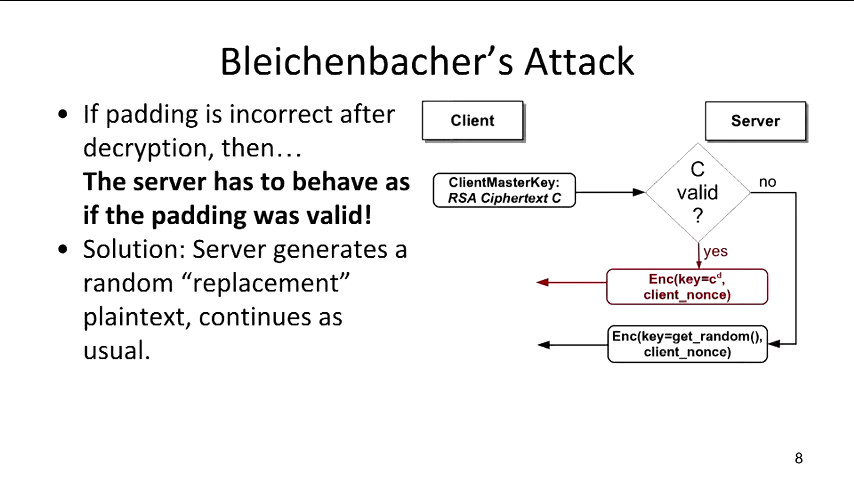 Bleichenbacher’s Attack
• If padding is incorrect after
decryption, then…
The server has to behave as
if the padding was valid!
• Solution: Server generates a
random “replacement”
plaintext, continues as
usual.
Client
Server
ClientMasterKey:
RSA Ciphertext C
C
valid
?
no
yes
Enc(key=cᵈ,
client_nonce)
Enc(key=get_random(),
client_nonce)
8